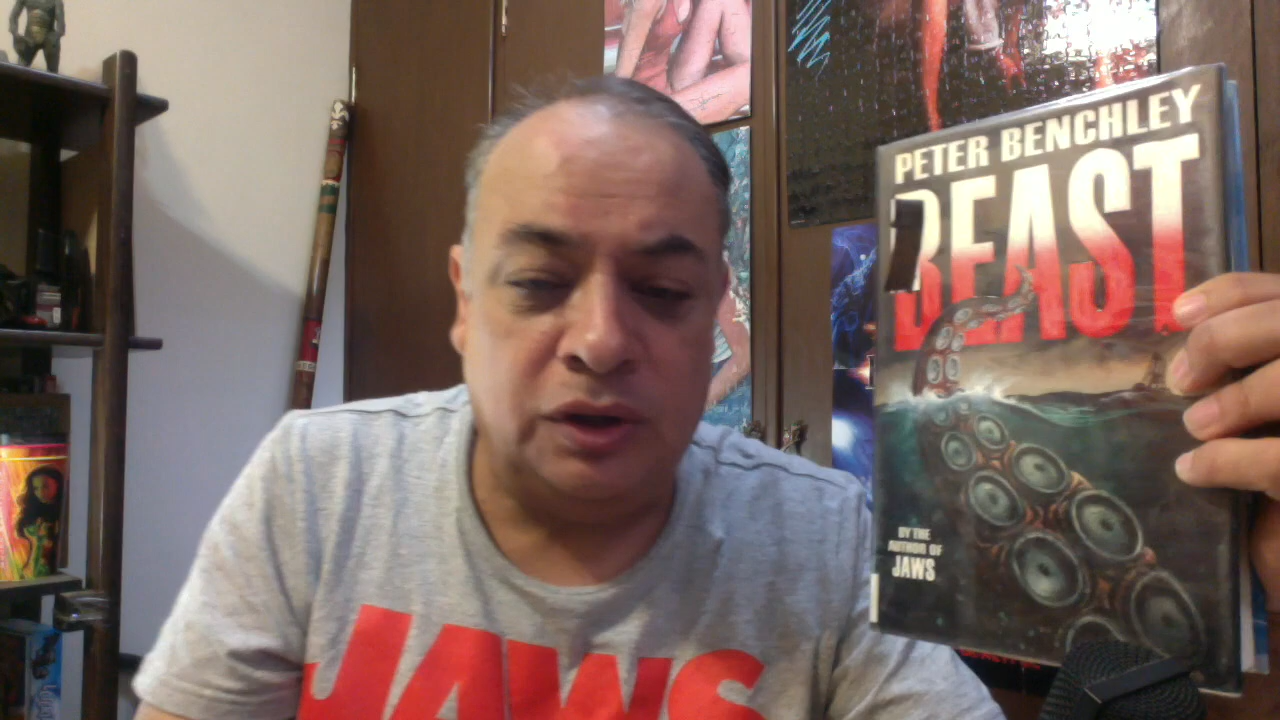 PETER BENCHLEY
BEAST
BY THE
AUTHOR OF
JAWS
JAWS